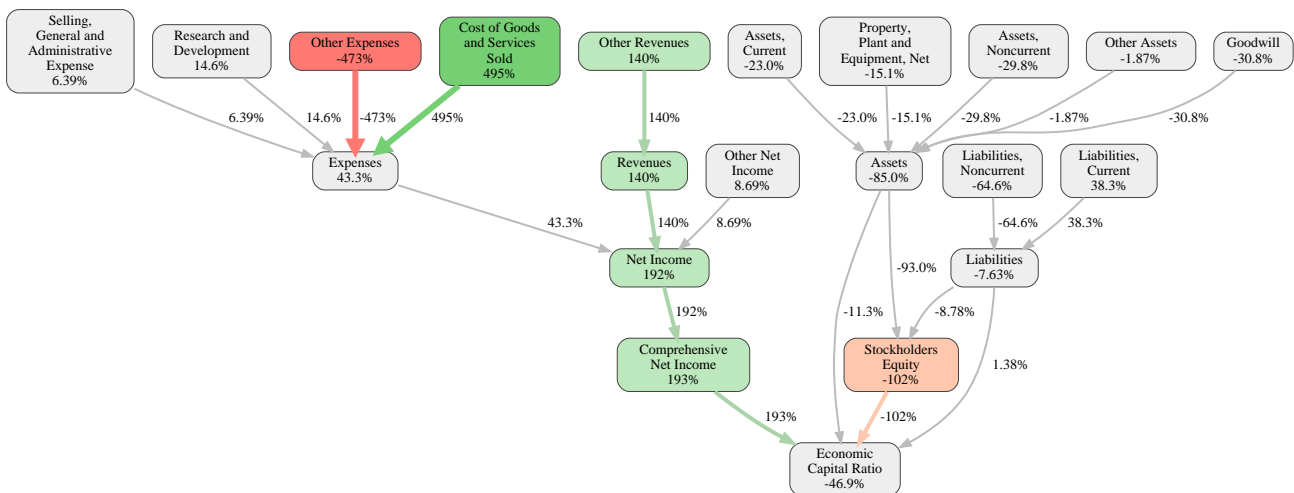 Selling,
General and
Administrative
Expense
6.39%
Research and
Development
14.6%
Other Expenses
-473%
Cost of Goods
and Services
Sold
495%
Other Revenues
140%
Assets,
Current
-23.0%
Property,
Plant and
Equipment, Net
-15.1%
Assets,
Noncurrent
-29.8%
Other Assets
-1.87%
Goodwill
-30.8%
6.39%
14.6%
-473%
495%
140%
-23.0%
-15.1%
-29.8%
-1.87%
-30.8%
Expenses
43.3%
Revenues
140%
Other Net
Income
8.69%
Assets
-85.0%
Liabilities,
Noncurrent
-64.6%
Liabilities,
Current
38.3%
43.3%
140%
8.69%
-64.6%
38.3%
Net Income
192%
-93.0%
Liabilities
-7.63%
192%
-11.3%
-8.78%
Comprehensive
Net Income
193%
Stockholders
Equity
-102%
1.38%
193%
-102%
Economic
Capital Ratio
-46.9%